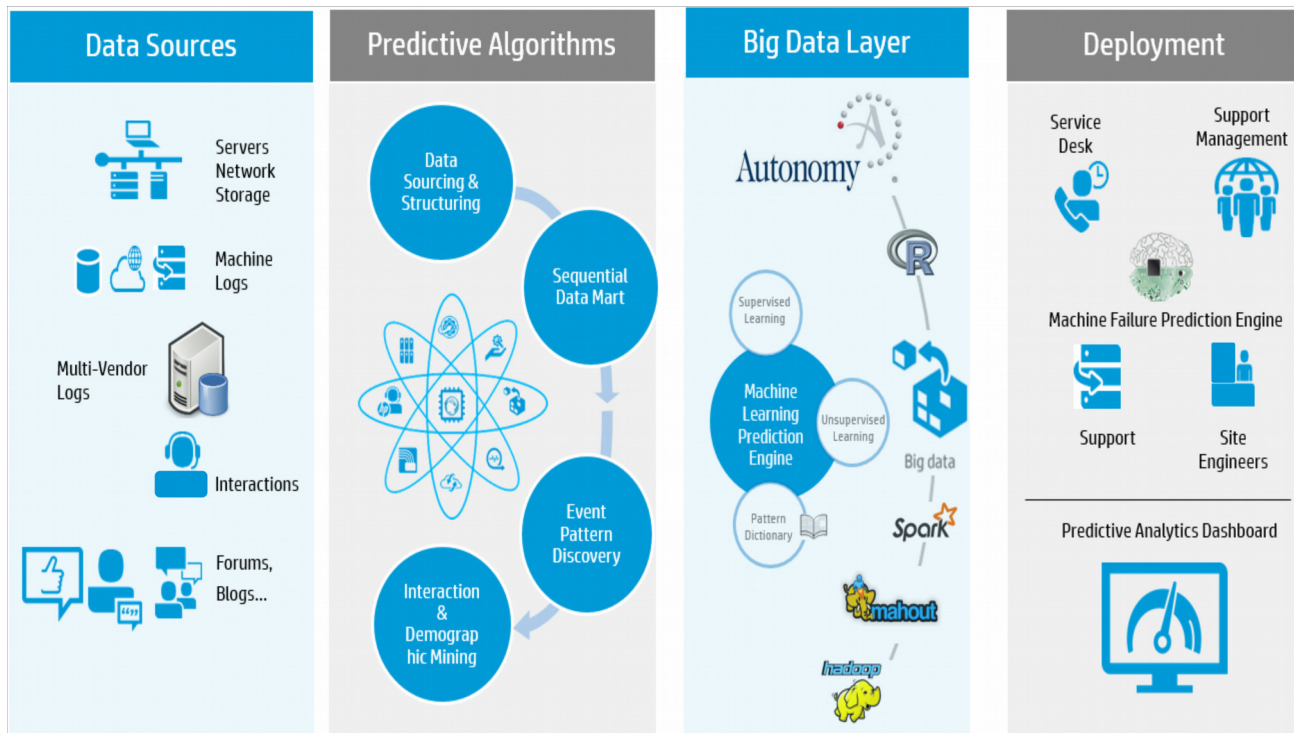 Data Sources
Servers
Network
Storage
Machine
Logs
Multi-Vendor
Logs
Interactions
Forums,
Blogs...
Predictive Algorithms
Data
Sourcing &
Structuring
Sequential
Data Mart
hp
Event
Pattern
Discovery
Interaction
&
Demograp
hic Mining
Big Data Layer
A
Autonomy
R
Supervised
Learning
Machine
Learning
Prediction
Engine
Unsupervised
Learning
Big data
Pattern
Dictionary
Spark
mahout
hadoop
Deployment
Service
Desk
Support
Management
Machine Failure Prediction Engine
Support
Site
Engineers
Predictive Analytics Dashboard